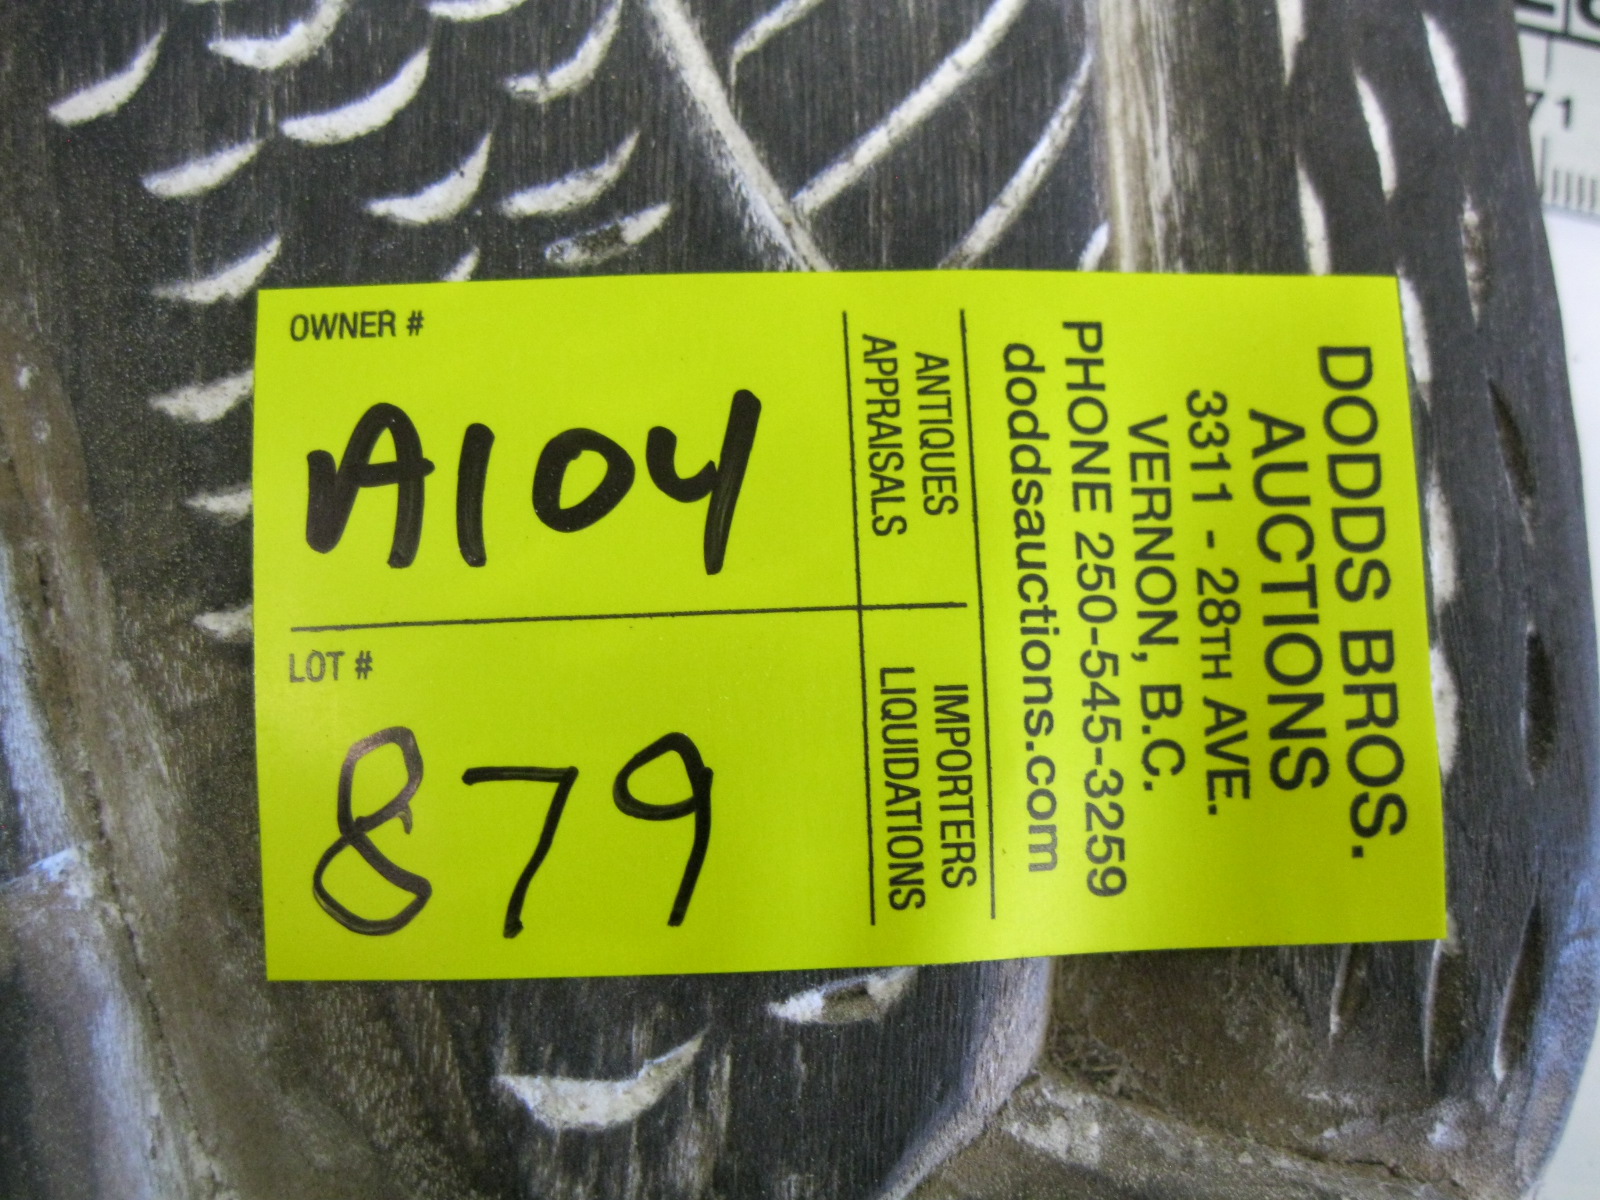 OWNER #
A104
LOT #
879
ANTIQUES
APPRAISALS
IMPORTERS
LIQUIDATIONS
DODDS BROS.
AUCTIONS
3311 - 28TH AVE.
VERNON, B.C.
PHONE 250-545-3259
doddsauctions.com
71